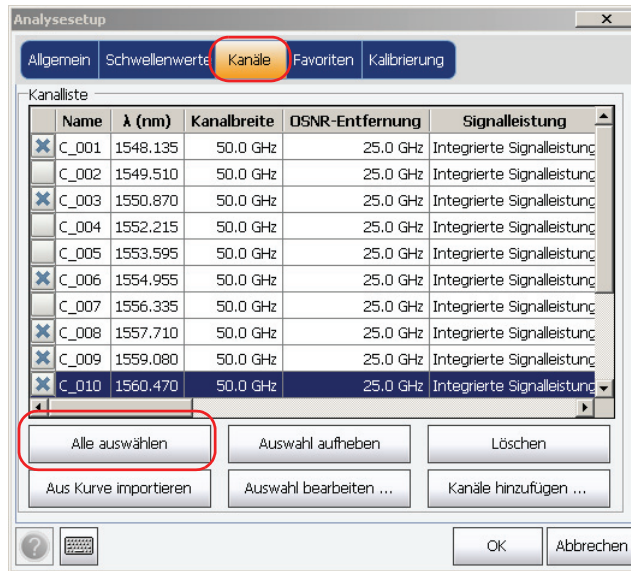 Analysesetup
Allgemein Schwellenwerte Kanäle Favoriten Kalibrierung
Kanalliste
Name λ (nm) Kanalbreite OSNR-Entfernung Signalleistung
C_001 1548.135 50.0 GHz 25.0 GHz Integrierte Signalleistung
C_002 1549.510 50.0 GHz 25.0 GHz Integrierte Signalleistung
C_003 1550.870 50.0 GHz 25.0 GHz Integrierte Signalleistung
C_004 1552.215 50.0 GHz 25.0 GHz Integrierte Signalleistung
C_005 1553.595 50.0 GHz 25.0 GHz Integrierte Signalleistung
C_006 1554.955 50.0 GHz 25.0 GHz Integrierte Signalleistung
C_007 1556.335 50.0 GHz 25.0 GHz Integrierte Signalleistung
C_008 1557.710 50.0 GHz 25.0 GHz Integrierte Signalleistung
C_009 1559.080 50.0 GHz 25.0 GHz Integrierte Signalleistung
C_010 1560.470 50.0 GHz 25.0 GHz Integrierte Signalleistung
Alle auswählen Auswahl aufheben Löschen
Aus Kurve importieren Auswahl bearbeiten ... Kanäle hinzufügen ...
? OK Abbrechen